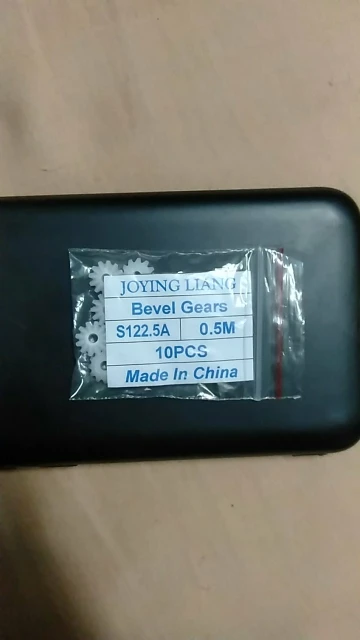 JOYING LIANG
Bevel Gears
S122.5A 0.5M
10PCS
Made In China